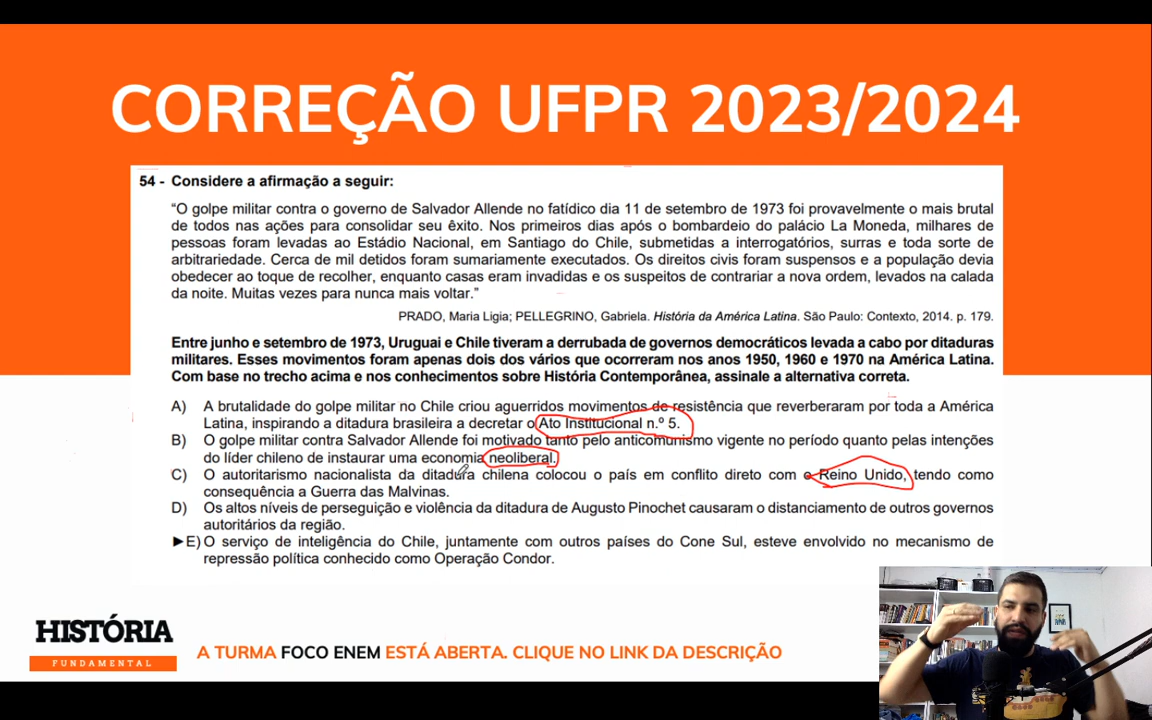 CORREÇÃO UFPR 2023/2024
54 - Considere a afirmação a seguir:
“O golpe militar contra o governo de Salvador Allende no fatídico dia 11 de setembro de 1973 foi provavelmente o mais brutal
de todos nas ações para consolidar seu êxito. Nos primeiros dias após o bombardeio do palácio La Moneda, milhares de
pessoas foram levadas ao Estádio Nacional, em Santiago do Chile, submetidas a interrogatórios, surras e toda sorte de
arbitrariedade. Cerca de mil detidos foram sumariamente executados. Os direitos civis foram suspensos e a população devia
obedecer ao toque de recolher, enquanto casas eram invadidas e os suspeitos de contrariar a nova ordem, levados na calada
da noite. Muitas vezes para nunca mais voltar.”
PRADO, Maria Ligia; PELLEGRINO, Gabriela. História da América Latina. São Paulo: Contexto, 2014. p. 179.
Entre junho e setembro de 1973, Uruguai e Chile tiveram a derrubada de governos democráticos levada a cabo por ditaduras
militares. Esses movimentos foram apenas dois dos vários que ocorreram nos anos 1950, 1960 e 1970 na América Latina.
Com base no trecho acima e nos conhecimentos sobre História Contemporânea, assinale a alternativa correta.
A) A brutalidade do golpe militar no Chile criou aguerridos movimentos de resistência que reverberaram por toda a América
Latina, inspirando a ditadura brasileira a decretar o Ato Institucional n.º 5.
B) O golpe militar contra Salvador Allende foi motivado tanto pelo anticomunismo vigente no período quanto pelas intenções
do líder chileno de instaurar uma economia neoliberal.
C) O autoritarismo nacionalista da ditadura chilena colocou o país em conflito direto com o Reino Unido, tendo como
consequência a Guerra das Malvinas.
D) Os altos níveis de perseguição e violência da ditadura de Augusto Pinochet causaram o distanciamento de outros governos
autoritários da região.
►E) O serviço de inteligência do Chile, juntamente com outros países do Cone Sul, esteve envolvido no mecanismo de
repressão política conhecido como Operação Condor.
HISTÓRIA
FUNDAMENTAL
A TURMA FOCO ENEM ESTÁ ABERTA. CLIQUE NO LINK DA DESCRIÇÃO